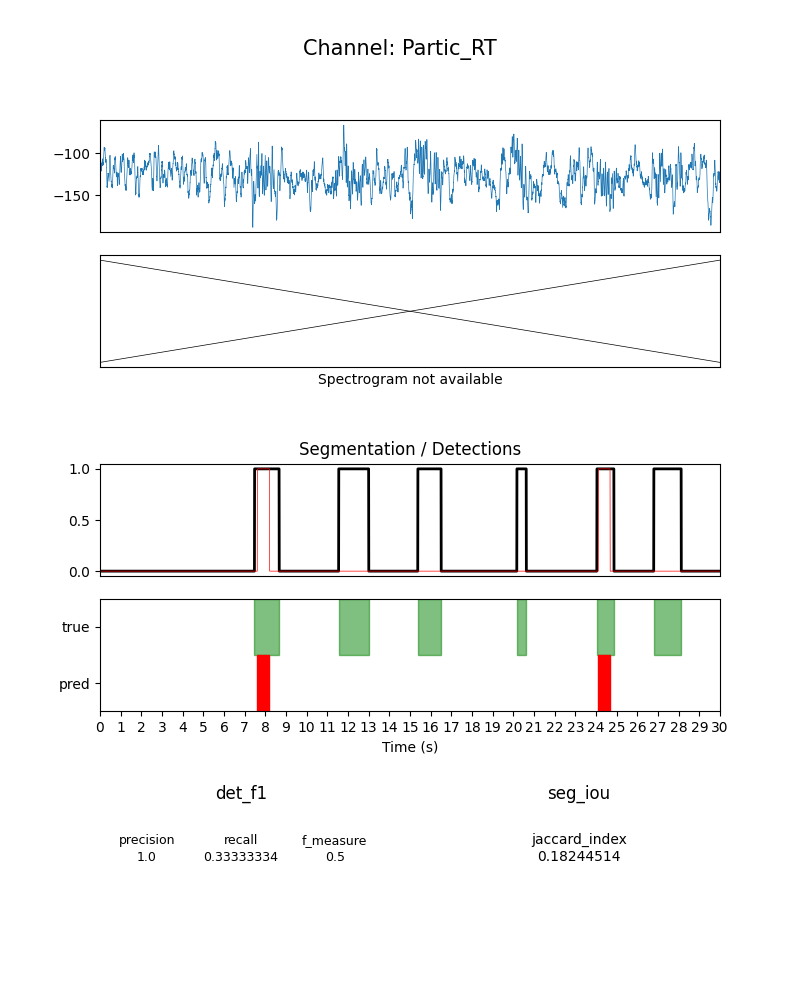 Channel: Partic_RT
−100
−150
Spectrogram not available
Segmentation / Detections
1.0
0.5
0.0
true
pred
0 1 2 3 4 5 6 7 8 9 10 11 12 13 14 15 16 17 18 19 20 21 22 23 24 25 26 27 28 29 30
Time (s)
det_f1 seg_iou
precision recall f_measure jaccard_index
1.0 0.33333334 0.5 0.18244514